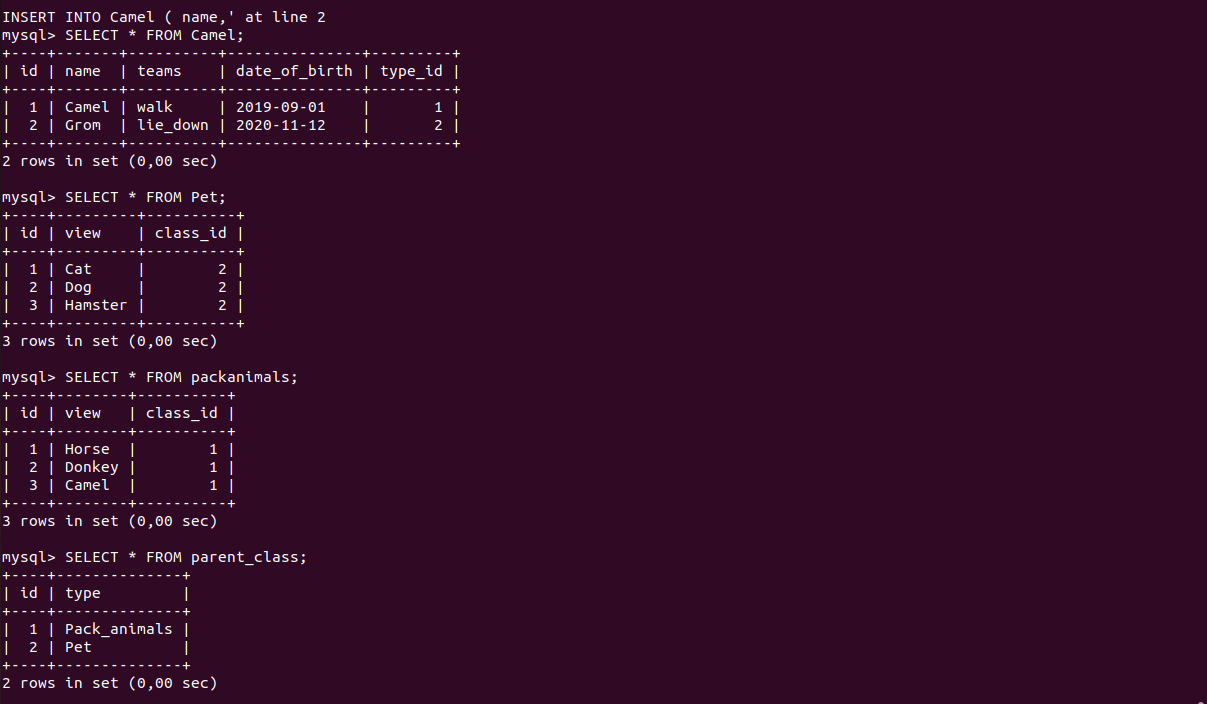 INSERT INTO Camel ( name,' at line 2
mysql> SELECT * FROM Camel;
+----+-------+----------+---------------+---------+
| id | name  | teams    | date_of_birth | type_id |
+----+-------+----------+---------------+---------+
|  1 | Camel | walk     | 2019-09-01    |       1 |
|  2 | Grom  | lie_down | 2020-11-12    |       2 |
+----+-------+----------+---------------+---------+
2 rows in set (0,00 sec)

mysql> SELECT * FROM Pet;
+----+---------+----------+
| id | view    | class_id |
+----+---------+----------+
|  1 | Cat     |        2 |
|  2 | Dog     |        2 |
|  3 | Hamster |        2 |
+----+---------+----------+
3 rows in set (0,00 sec)

mysql> SELECT * FROM packanimals;
+----+--------+----------+
| id | view   | class_id |
+----+--------+----------+
|  1 | Horse  |        1 |
|  2 | Donkey |        1 |
|  3 | Camel  |        1 |
+----+--------+----------+
3 rows in set (0,00 sec)

mysql> SELECT * FROM parent_class;
+----+--------------+
| id | type         |
+----+--------------+
|  1 | Pack_animals |
|  2 | Pet          |
+----+--------------+
2 rows in set (0,00 sec)